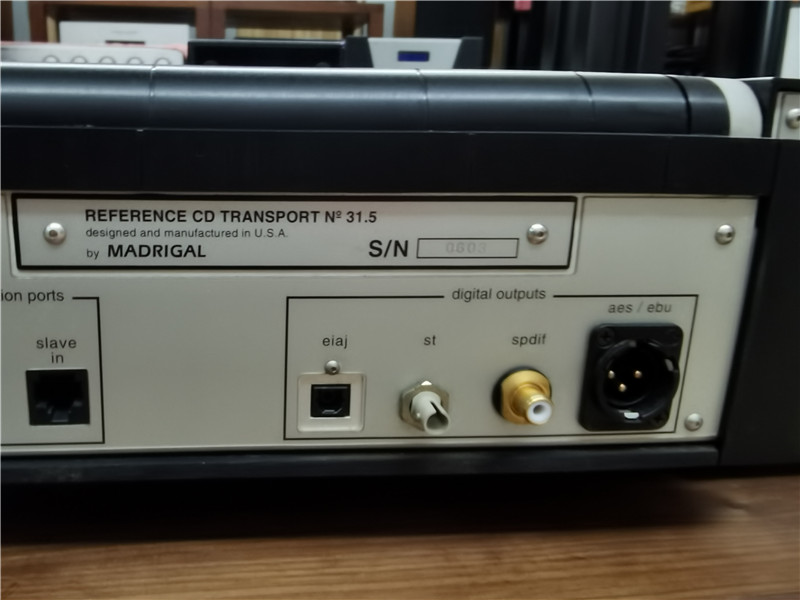 REFERENCE CD TRANSPORT Nº 31.5
designed and manufactured in U.S.A.
by MADRIGAL
S/N 0603
ion ports
digital outputs
slave
in
eiaj
st
spdif
aes / ebu